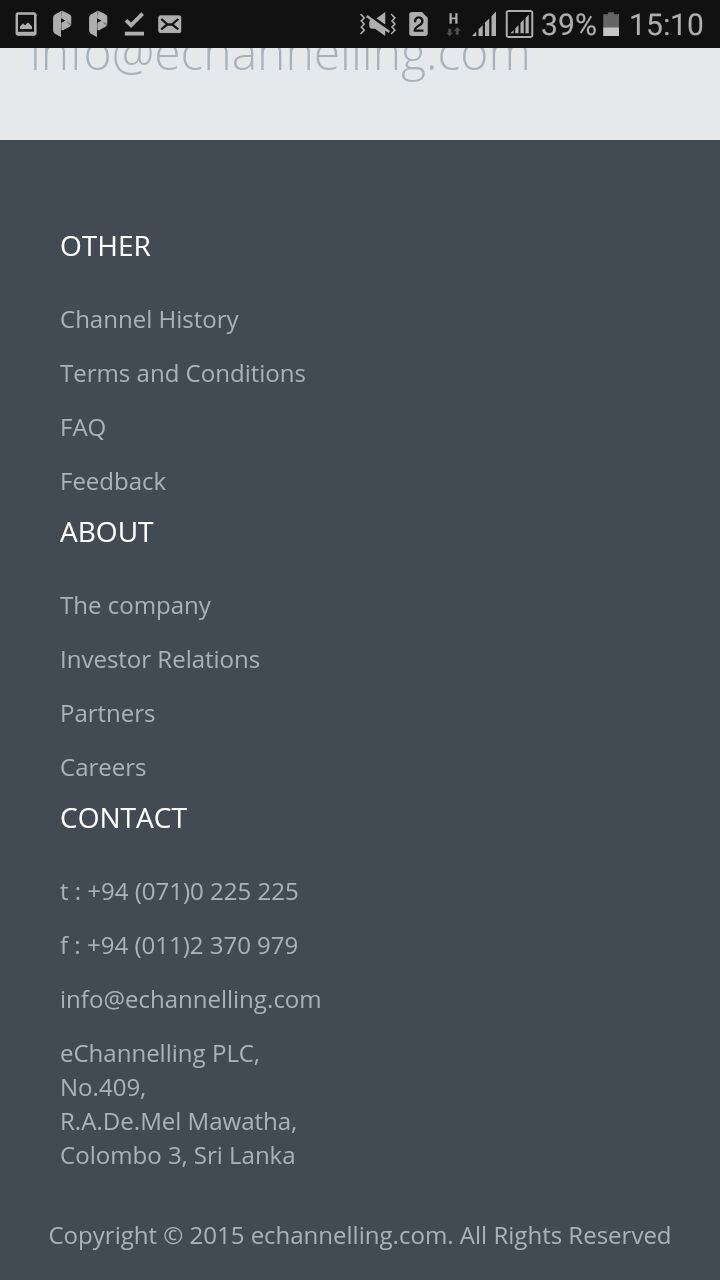 39% 15:10
info@echannelling.com
OTHER
Channel History
Terms and Conditions
FAQ
Feedback
ABOUT
The company
Investor Relations
Partners
Careers
CONTACT
t : +94 (071)0 225 225
f : +94 (011)2 370 979
info@echannelling.com
eChannelling PLC,
No.409,
R.A.De.Mel Mawatha,
Colombo 3, Sri Lanka
Copyright © 2015 echannelling.com. All Rights Reserved